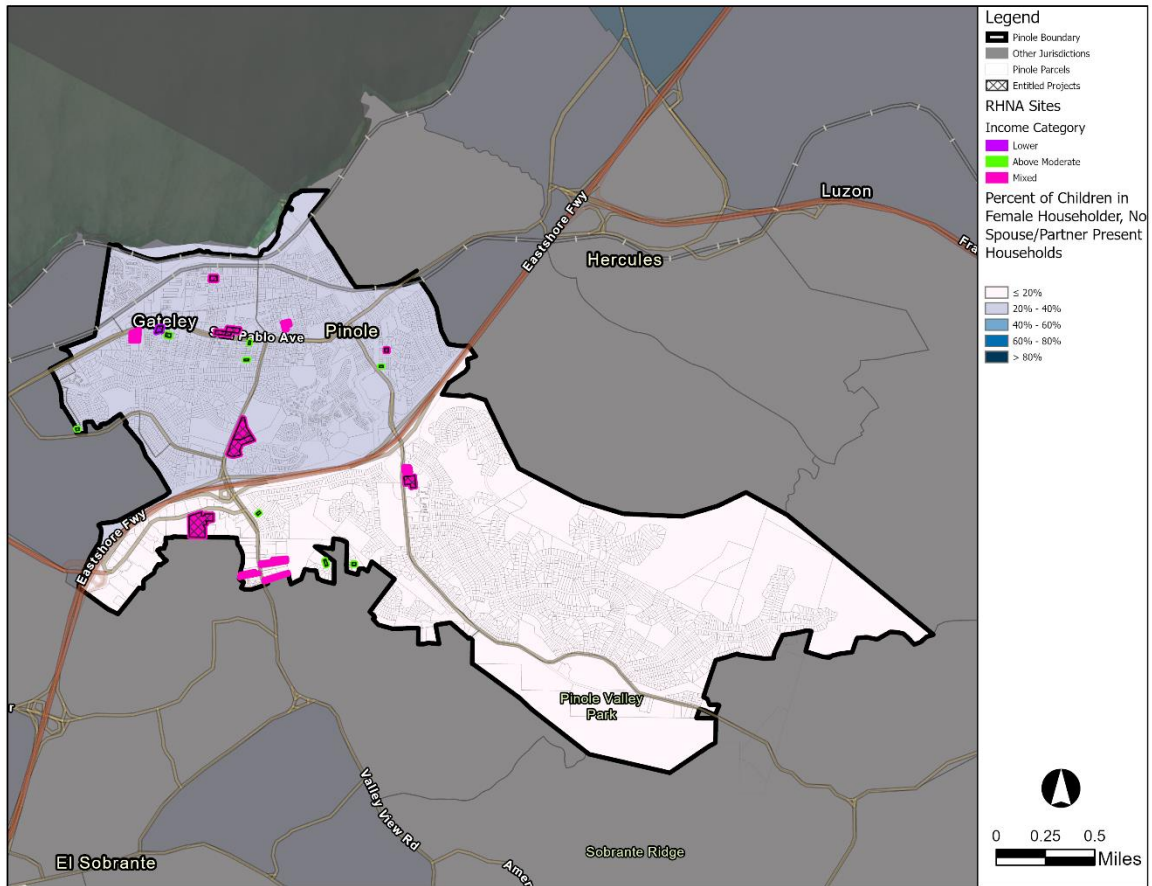 Legend
Pinole Boundary
Other Jurisdictions
Pinole Parcels
Entitled Projects
RHNA Sites
Income Category
Lower
Above Moderate
Mixed
Percent of Children in
Female Householder, No
Spouse/Partner Present
Households
≤ 20%
20% - 40%
40% - 60%
60% - 80%
> 80%
0 0.25 0.5
Miles
Luzon
Eastshore Fwy
Hercules
Fra
Gateley
Pablo Ave
Pinole
Eastshore Fwy
Pinole Valley
Park
r
Valley View Rd
El Sobrante
Sobrante Ridge
Amer